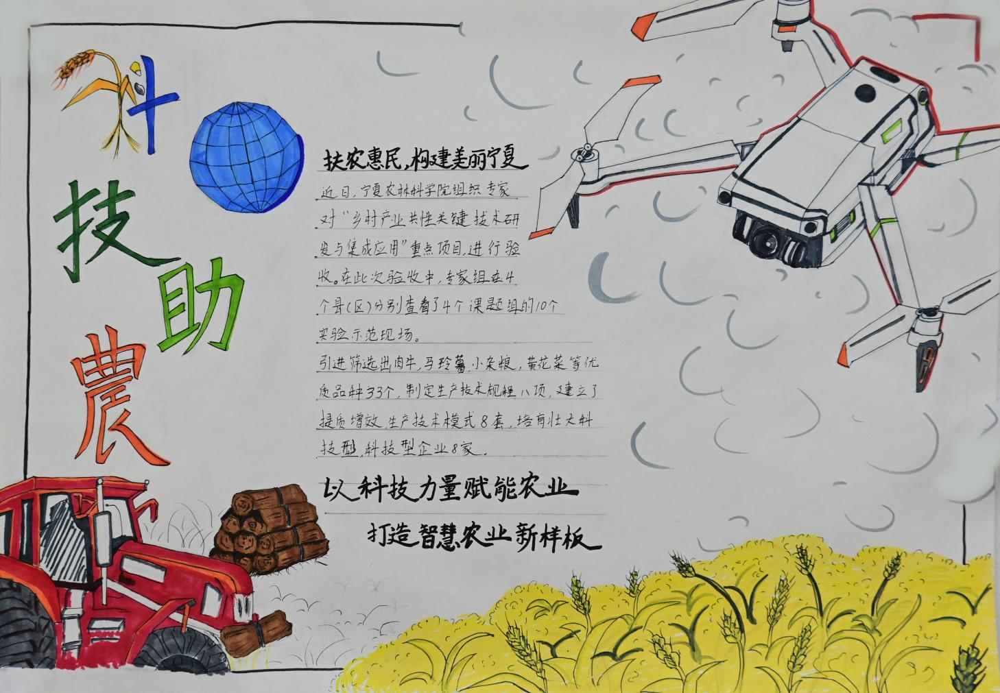 科
技
助
農
扶农惠民,构建美丽宁夏
近日,宁夏农林科学院组织专家
对“乡村产业共性关键技术研
发与集成应用”重点项目,进行验
收。在此次验收中,专家组在4
个县(区)分别查看了4个课题组的10个
实验示范现场。
引进筛选出肉牛,马玲薯,小杂粮,黄花菜等优
质品种33个,制定生产技术规程八项,建立了
提质增效,生产技术模式8套,培育壮大科
技型,科技型企业8家。
以科技力量赋能农业
打造智慧农业新样板